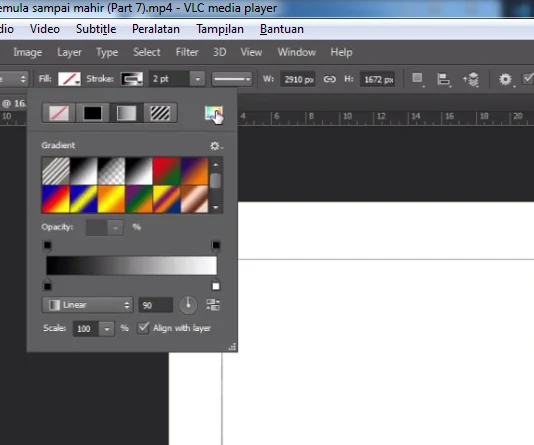 emula sampai mahir (Part 7).mp4 - VLC media player
dio Video Subtitle Peralatan Tampilan Bantuan
Image Layer Type Select Filter 3D View Window Help
Fill: Stroke: 2 pt W: 2910 px H: 1672 px
@ 16.
10 4 6 8 10 12 14 16 18 20
Gradient
Opacity: %
Linear 90
Scale: 100 % Align with layer